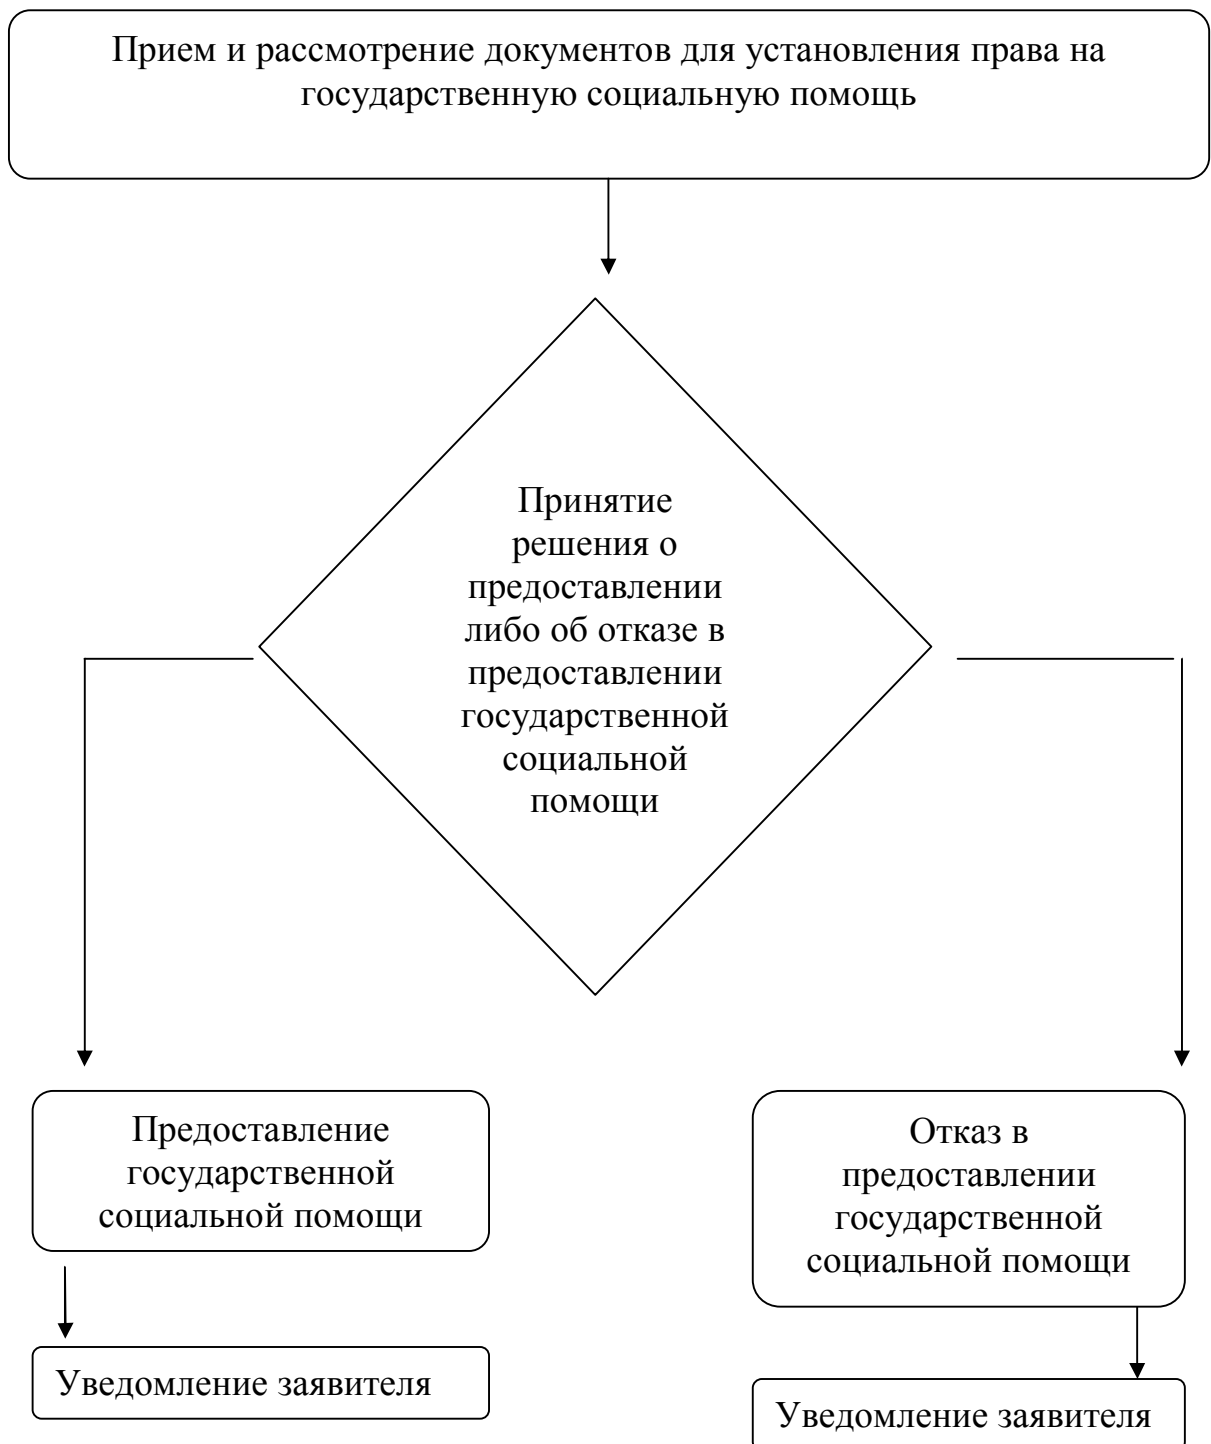 Прием и рассмотрение документов для установления права на
государственную социальную помощь
Принятие
решения о
предоставлении
либо об отказе в
предоставлении
государственной
социальной
помощи
Предоставление
государственной
социальной помощи
Уведомление заявителя
Отказ в
предоставлении
государственной
социальной помощи
Уведомление заявителя